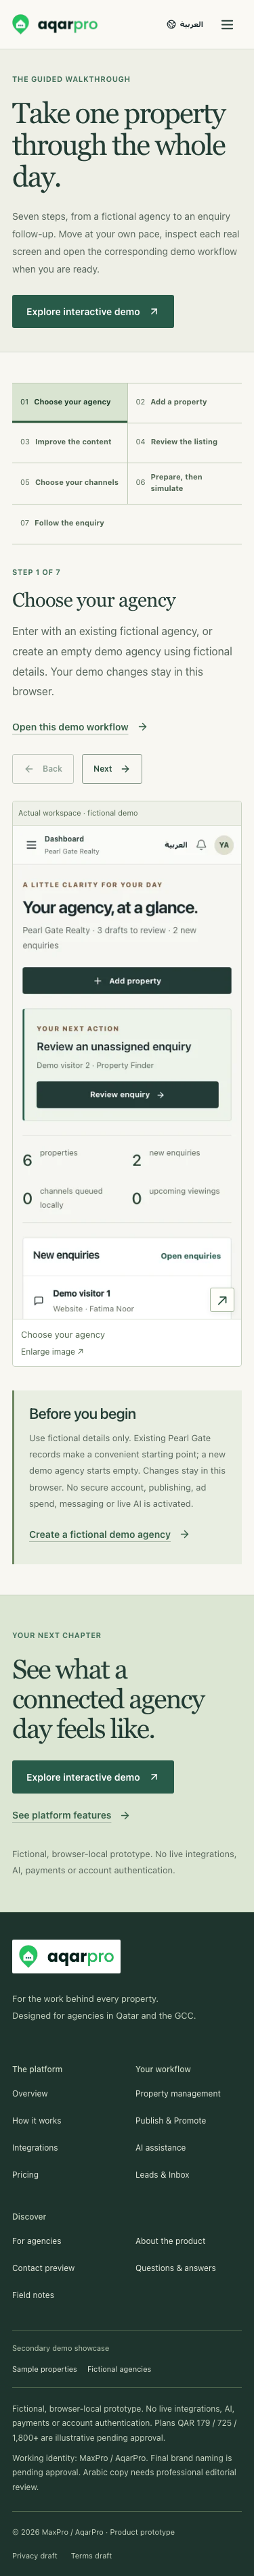 aqarpro
العربية
THE GUIDED WALKTHROUGH
Take one property
through the whole
day.
Seven steps, from a fictional agency to an enquiry
follow-up. Move at your own pace, inspect each real
screen and open the corresponding demo workflow
when you are ready.
Explore interactive demo
01 Choose your agency
02 Add a property
03 Improve the content
04 Review the listing
05 Choose your channels
06 Prepare, then
simulate
07 Follow the enquiry
STEP 1 OF 7
Choose your agency
Enter with an existing fictional agency, or
create an empty demo agency using fictional
details. Your demo changes stay in this
browser.
Open this demo workflow →
← Back
Next →
Actual workspace · fictional demo
Dashboard
Pearl Gate Realty
العربية
YA
A LITTLE CLARITY FOR YOUR DAY
Your agency, at a glance.
Pearl Gate Realty · 3 drafts to review · 2 new
enquiries
+ Add property
YOUR NEXT ACTION
Review an unassigned enquiry
Demo visitor 2 · Property Finder
Review enquiry →
6 properties
2 new enquiries
0 channels queued
locally
0 upcoming viewings
New enquiries
Open enquiries
Demo visitor 1
Website · Fatima Noor
Choose your agency
Enlarge image ↗
Before you begin
Use fictional details only. Existing Pearl Gate
records make a convenient starting point; a new
demo agency starts empty. Changes stay in this
browser. No secure account, publishing, ad
spend, messaging or live AI is activated.
Create a fictional demo agency →
YOUR NEXT CHAPTER
See what a
connected agency
day feels like.
Explore interactive demo
See platform features →
Fictional, browser-local prototype. No live integrations,
AI, payments or account authentication.
aqarpro
For the work behind every property.
Designed for agencies in Qatar and the GCC.
The platform
Overview
How it works
Integrations
Pricing
Your workflow
Property management
Publish & Promote
AI assistance
Leads & Inbox
Discover
For agencies
About the product
Contact preview
Questions & answers
Field notes
Secondary demo showcase
Sample properties
Fictional agencies
Fictional, browser-local prototype. No live integrations, AI,
payments or account authentication. Plans QAR 179 / 725 /
1,800+ are illustrative pending approval.
Working identity: MaxPro / AqarPro. Final brand naming is
pending approval. Arabic copy needs professional editorial
review.
© 2026 MaxPro / AqarPro · Product prototype
Privacy draft
Terms draft